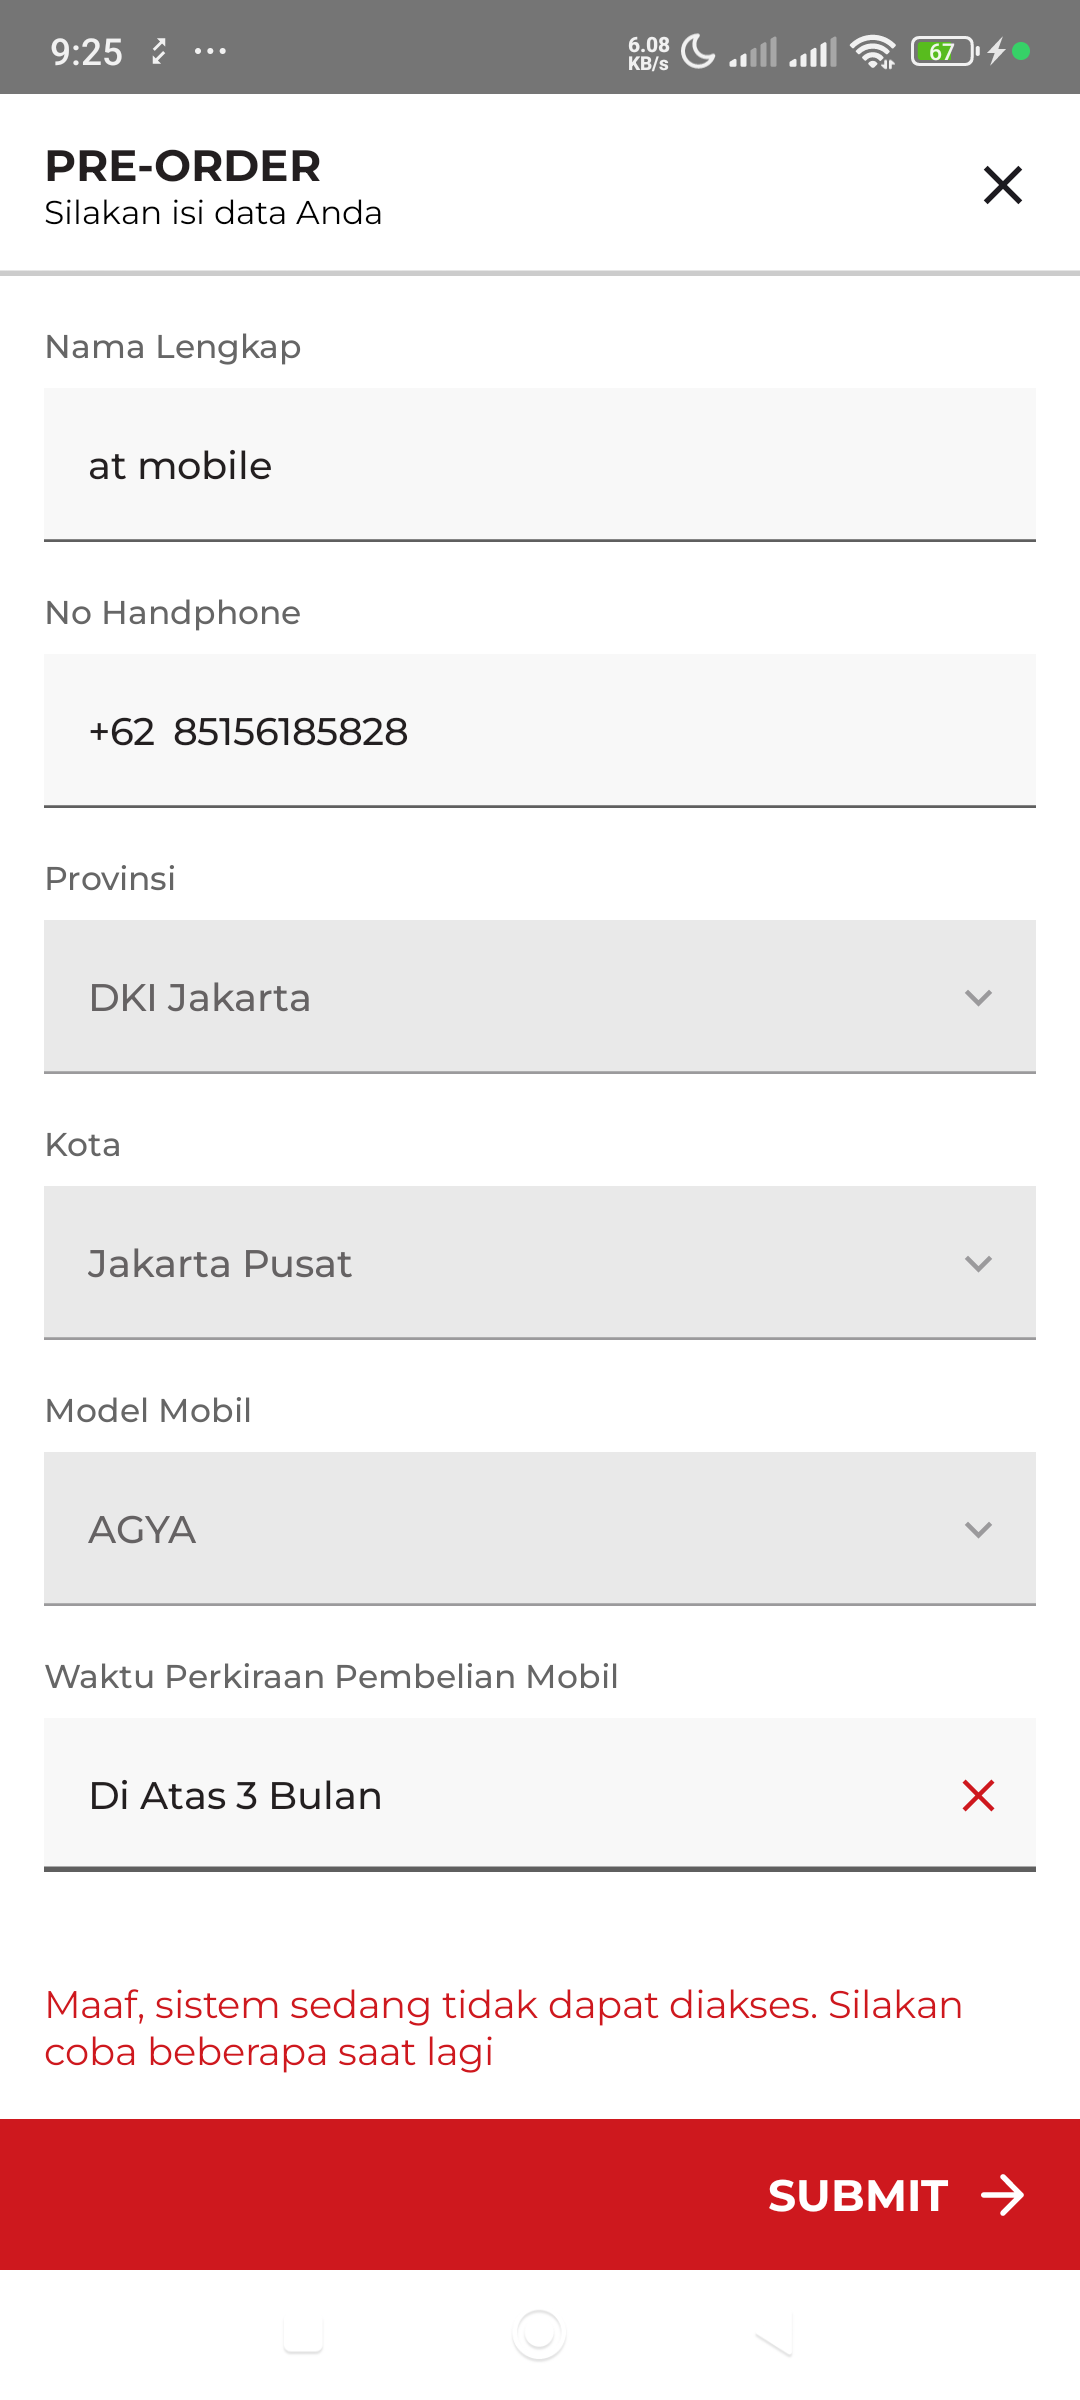 9:25
6.08
KB/s
67
PRE-ORDER
Silakan isi data Anda
Nama Lengkap
at mobile
No Handphone
+62 85156185828
Provinsi
DKI Jakarta
Kota
Jakarta Pusat
Model Mobil
AGYA
Waktu Perkiraan Pembelian Mobil
Di Atas 3 Bulan
Maaf, sistem sedang tidak dapat diakses. Silakan
coba beberapa saat lagi
SUBMIT